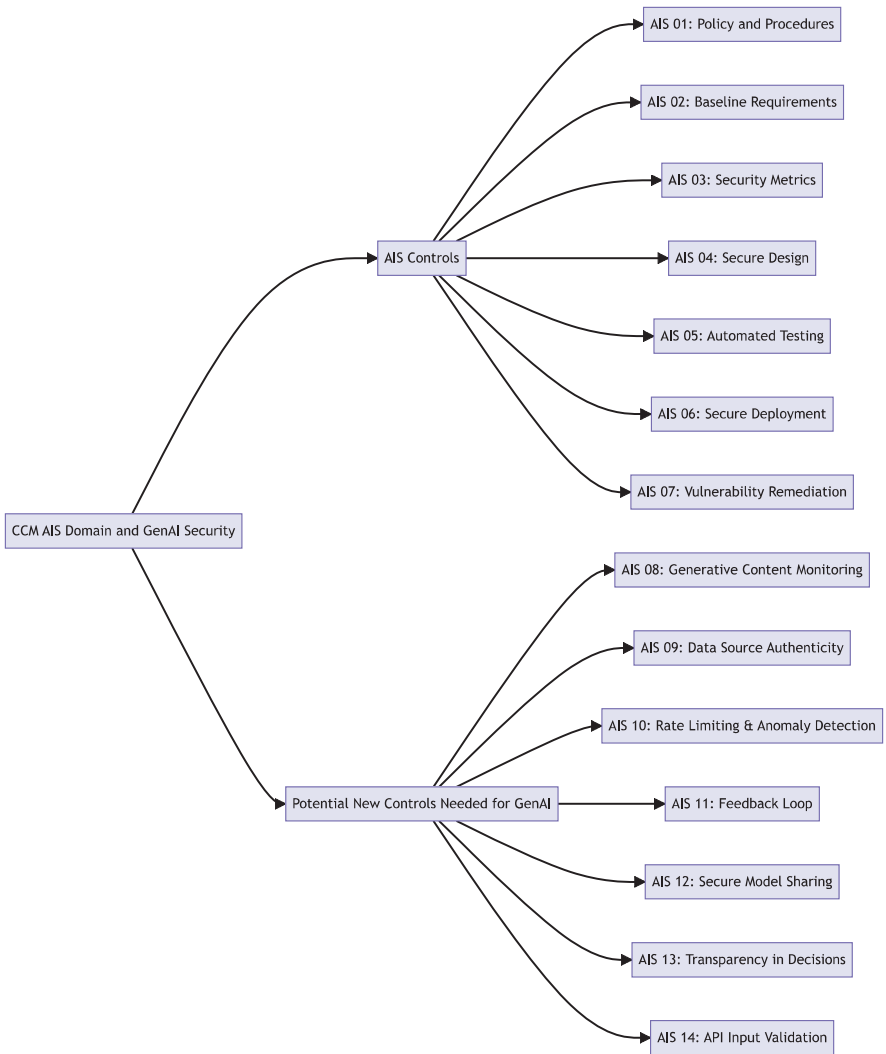 AIS 01: Policy and Procedures
AIS 02: Baseline Requirements
AIS 03: Security Metrics
AIS Controls
AIS 04: Secure Design
AIS 05: Automated Testing
AIS 06: Secure Deployment
AIS 07: Vulnerability Remediation
CCM AIS Domain and GenAI Security
AIS 08: Generative Content Monitoring
AIS 09: Data Source Authenticity
AIS 10: Rate Limiting & Anomaly Detection
Potential New Controls Needed for GenAI
AIS 11: Feedback Loop
AIS 12: Secure Model Sharing
AIS 13: Transparency in Decisions
AIS 14: API Input Validation